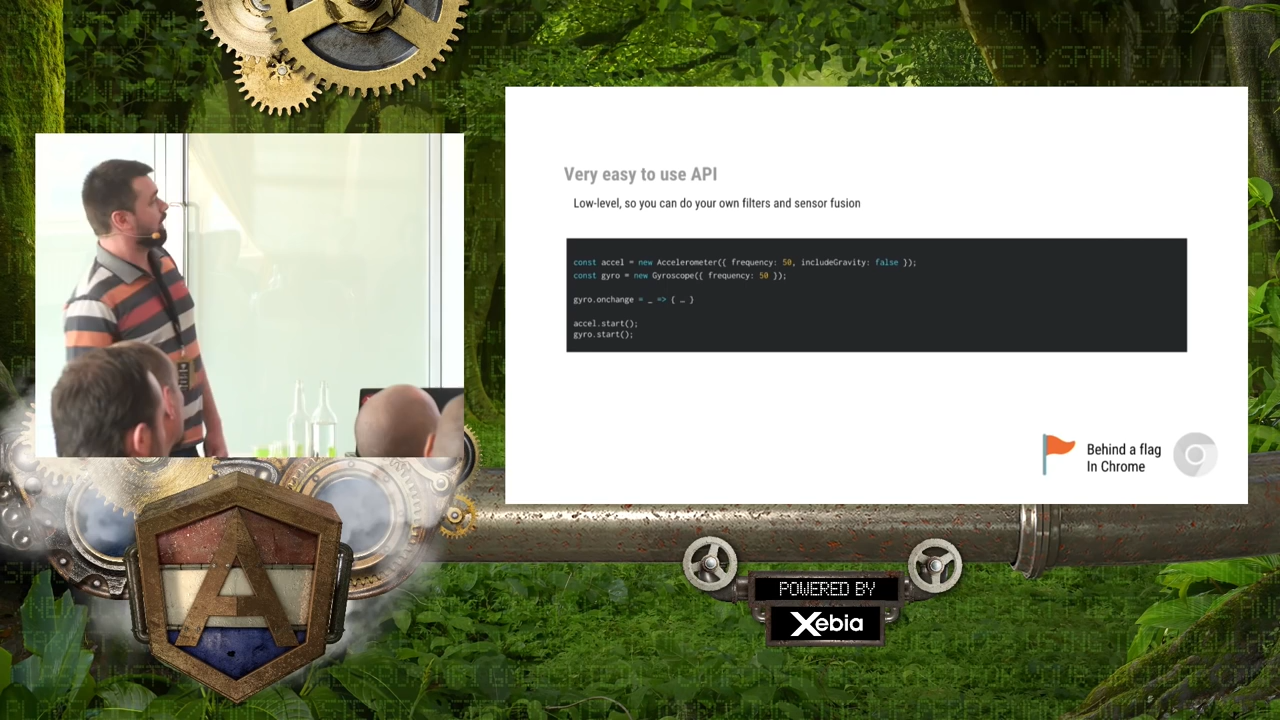 Very easy to use API
Low-level, so you can do your own filters and sensor fusion
const accel = new Accelerometer({ frequency: 50, includeGravity: false });
const gyro = new Gyroscope({ frequency: 50 });
gyro.onchange = _ => { … }
accel.start();
gyro.start();
Behind a flag
In Chrome
A
POWERED BY
Xebia